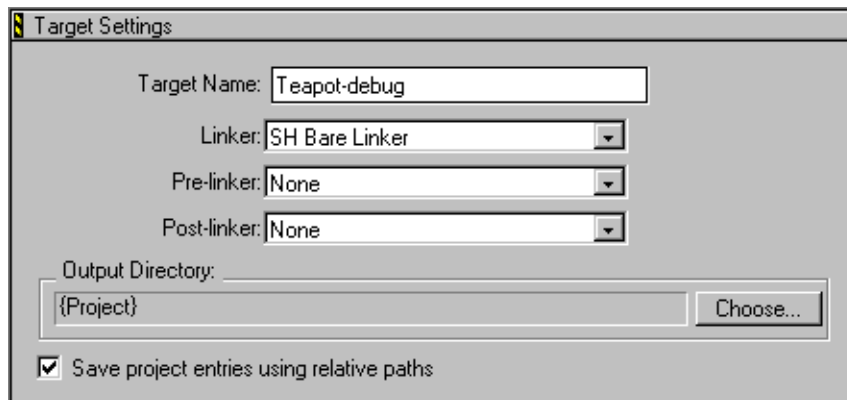 Target Settings
Target Name: Teapot-debug
Linker: SH Bare Linker
Pre-linker: None
Post-linker: None
Output Directory:
{Project} Choose...
Save project entries using relative paths